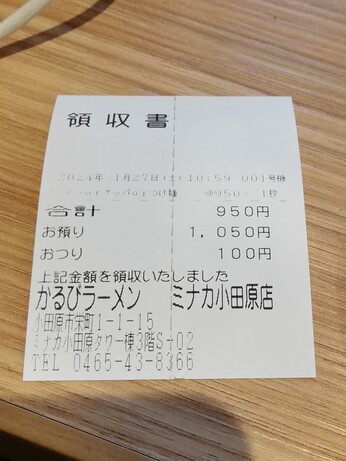 領収書
2024年 1月27日(土) 10:59 001号機
つけ麺 @950- 1枚
合計 950円
お預り 1,050円
おつり 100円
上記金額を領収いたしました
かるびラーメン ミナカ小田原店
小田原市栄町1-1-15
ミナカ小田原タワー棟3階S-02
TEL 0465-43-8366